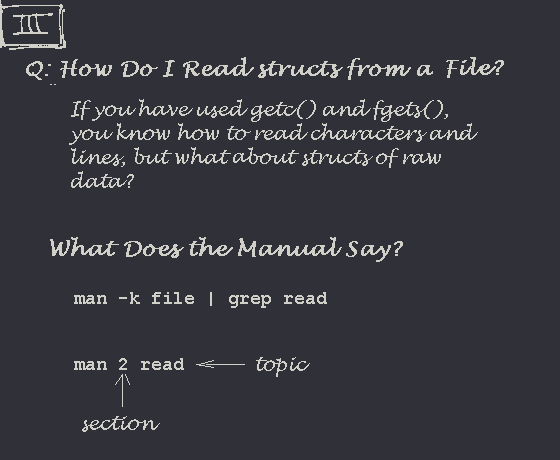 III
Q: How Do I Read structs from a File?
If you have used getc() and fgets(),
you know how to read characters and
lines, but what about structs of raw
data?
What Does the Manual Say?
man -k file | grep read
man 2 read topic
section